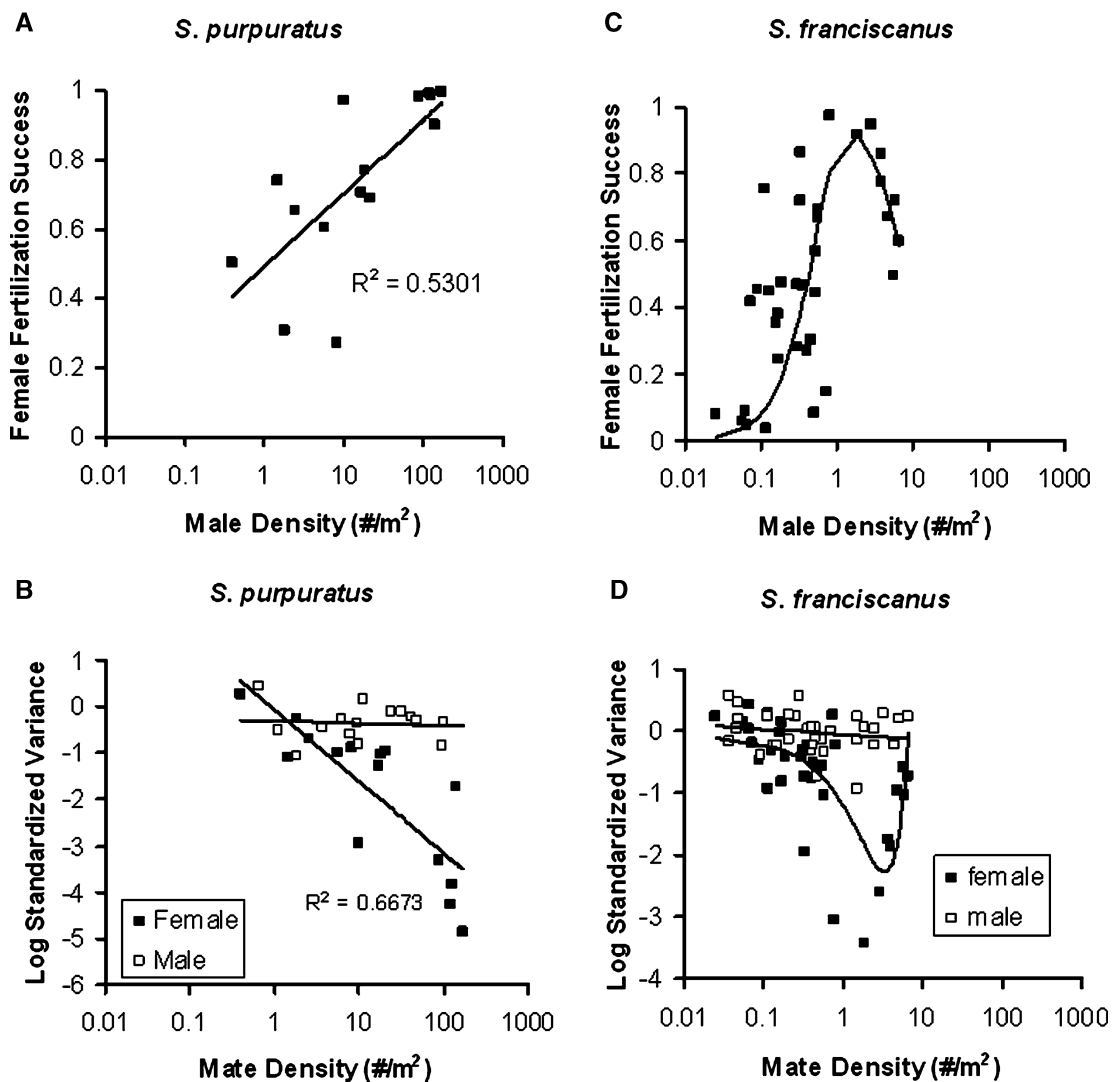 A
S. purpuratus
Female Fertilization Success
1
0.8
0.6
0.4
0.2
0
R² = 0.5301
0.01 0.1 1 10 100 1000
Male Density (#/m²)
C
S. franciscanus
Female Fertilization Success
1
0.8
0.6
0.4
0.2
0
0.01 0.1 1 10 100 1000
Male Density (#/m²)
B
S. purpuratus
Log Standardized Variance
1
0
-1
-2
-3
-4
-5
-6
R² = 0.6673
Female
Male
0.01 0.1 1 10 100 1000
Mate Density (#/m²)
D
S. franciscanus
Log Standardized Variance
1
0
-1
-2
-3
-4
female
male
0.01 0.1 1 10 100 1000
Mate Density (#/m²)